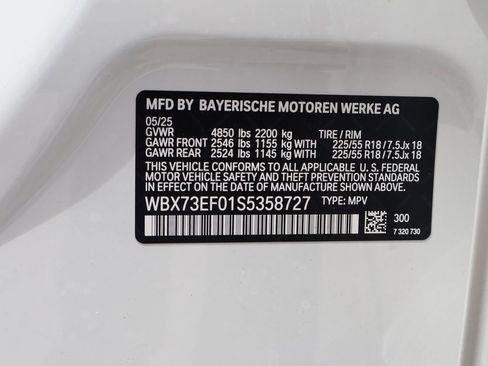 MFD BY BAYERISCHE MOTOREN WERKE AG
05/25
GVWR 4850 lbs 2200 kg TIRE / RIM
GAWR FRONT 2546 lbs 1155 kg WITH 225/55 R18 / 7.5Jx 18
GAWR REAR 2524 lbs 1145 kg WITH 225/55 R18 / 7.5Jx 18
THIS VEHICLE CONFORMS TO ALL APPLICABLE U. S. FEDERAL
MOTOR VEHICLE SAFETY AND THEFT PREVENTION STANDARDS
IN EFFECT ON THE DATE OF MANUFACTURE SHOWN ABOVE.
WBX73EF01S5358727 TYPE: MPV
300
7 320 730